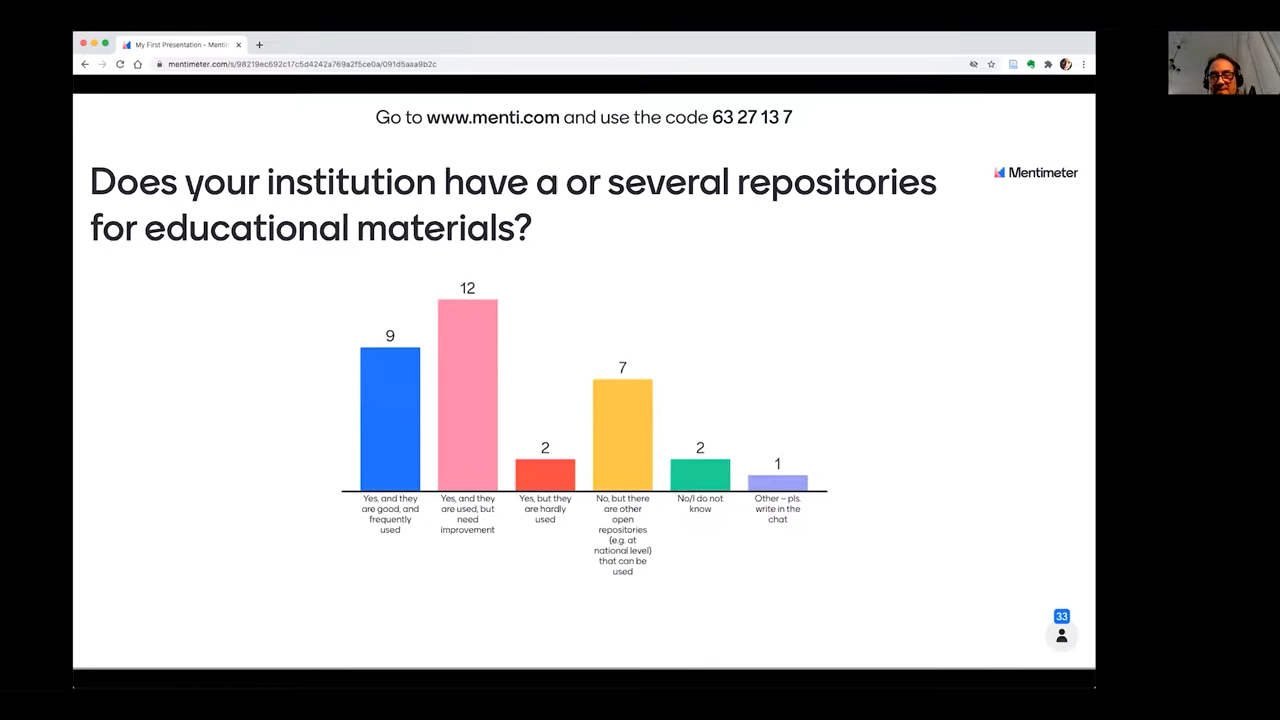 My First Presentation - Mentim
mentimeter.com/s/98219ec692c17c5d4242a769a2f5ce0a/091d5aaa9b2c
Go to www.menti.com and use the code 63 27 13 7
Does your institution have a or several repositories
for educational materials?
Mentimeter
9
12
2
7
2
1
Yes, and they
are good, and
frequently
used
Yes, and they
are used, but
need
improvement
Yes, but they
are hardly
used
No, but there
are other
open
repositories
(e.g. at
national level)
that can be
used
No/I do not
know
Other – pls.
write in the
chat
33